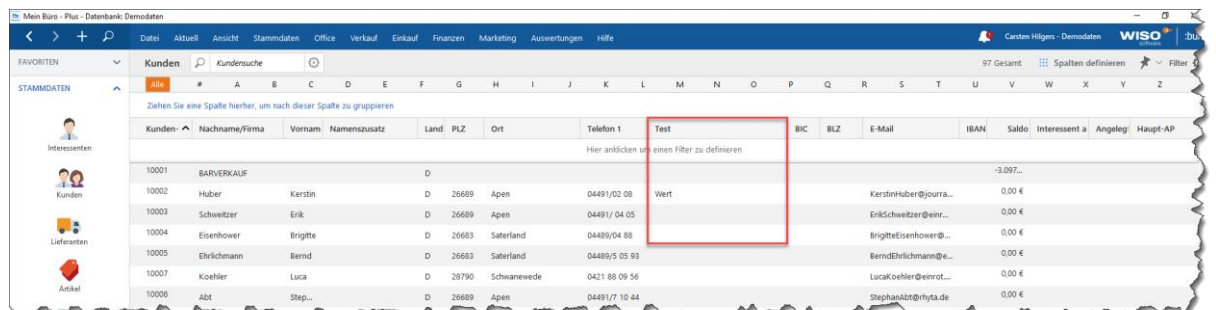 Mein Büro - Plus - Datenbank: Demodaten
Datei Aktuell Ansicht Stammdaten Office Verkauf Einkauf Finanzen Marketing Auswertungen Hilfe Carsten Hilgers - Demodaten WISO software :bu
FAVORITEN Kunden Kundensuche 97 Gesamt Spalten definieren Filter
STAMMDATEN Alle # A B C D E F G H I J K L M N O P Q R S T U V W X Y Z
Ziehen Sie eine Spalte hierher, um nach dieser Spalte zu gruppieren
Kunden- Nachname/Firma Vornam Namenszusatz Land PLZ Ort Telefon 1 Test BIC BLZ E-Mail IBAN Saldo Interessent a Angeleg Haupt-AP
Hier anklicken um einen Filter zu definieren
Interessenten
10001 BARVERKAUF D -3.097...
10002 Huber Kerstin D 26689 Apen 04491/02 08 Wert KerstinHuber@jourra... 0,00 €
Kunden
10003 Schweitzer Erik D 26689 Apen 04491/ 04 05 ErikSchweitzer@einr... 0,00 €
10004 Eisenhower Brigitte D 26683 Saterland 04489/04 88 BrigitteEisenhower@... 0,00 €
Lieferanten
10005 Ehrlichmann Bernd D 26683 Saterland 04489/5 05 93 BerndEhrlichmann@e... 0,00 €
10007 Koehler Luca D 28790 Schwanewede 0421 88 09 56 LucaKoehler@einrot.... 0,00 €
Artikel
10008 Abt Step... D 26689 Apen 04491/7 10 44 StephanAbt@rhyta.de 0,00 €